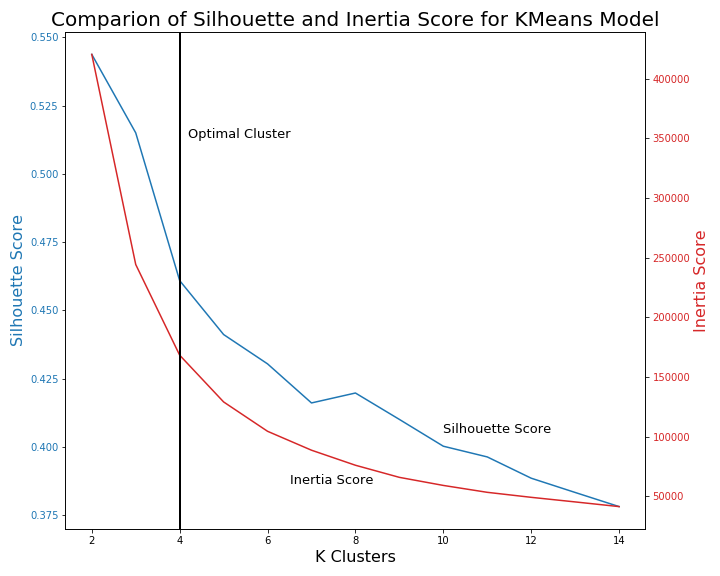 Comparion of Silhouette and Inertia Score for KMeans Model
0.550
0.525
0.500
0.475
0.450
0.425
0.400
0.375
Silhouette Score
Optimal Cluster
Silhouette Score
Inertia Score
400000
350000
300000
250000
200000
150000
100000
50000
Inertia Score
2 4 6 8 10 12 14
K Clusters